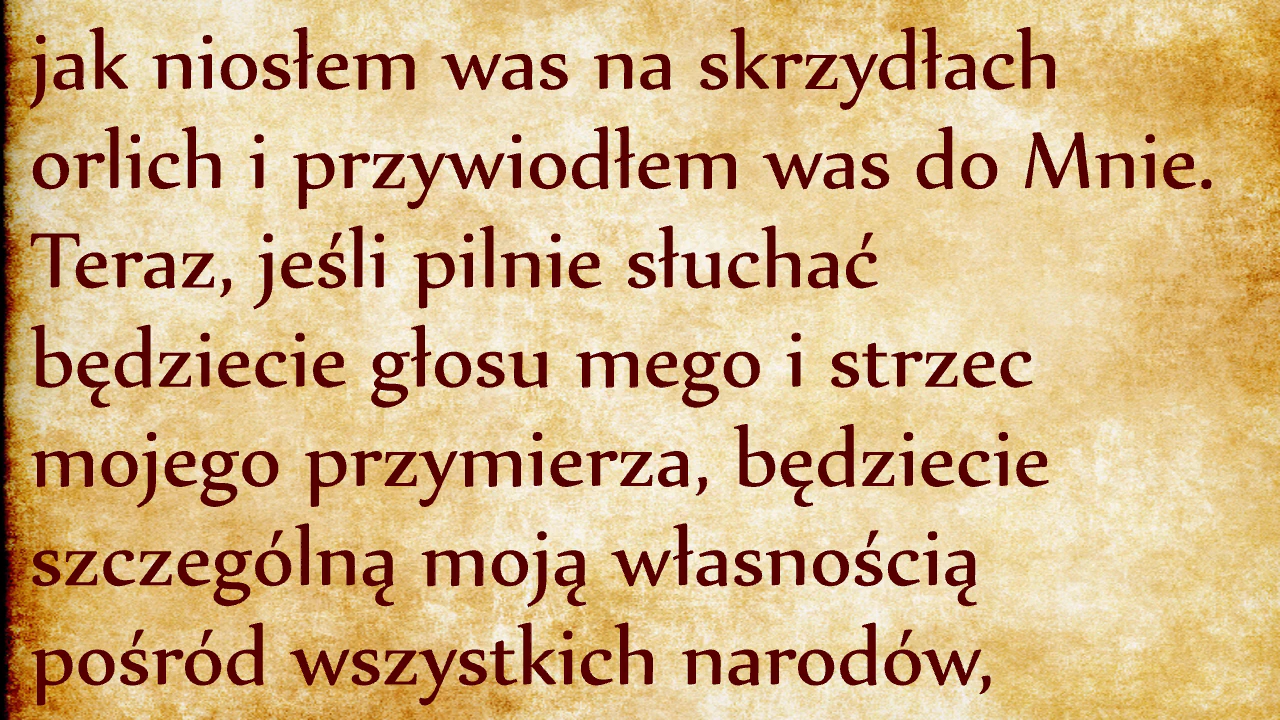 jak niosłem was na skrzydłach
orlich i przywiodłem was do Mnie.
Teraz, jeśli pilnie słuchać
będziecie głosu mego i strzec
mojego przymierza, będziecie
szczególną moją własnością
pośród wszystkich narodów,